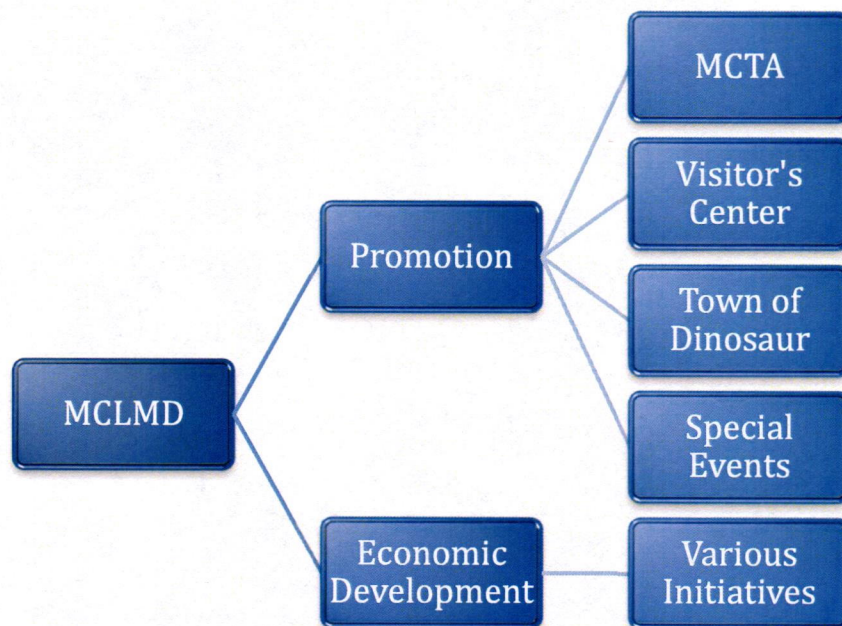 MCTA
Visitor's
Center
Promotion
Town of
Dinosaur
MCLMD
Special
Events
Economic
Development
Various
Initiatives